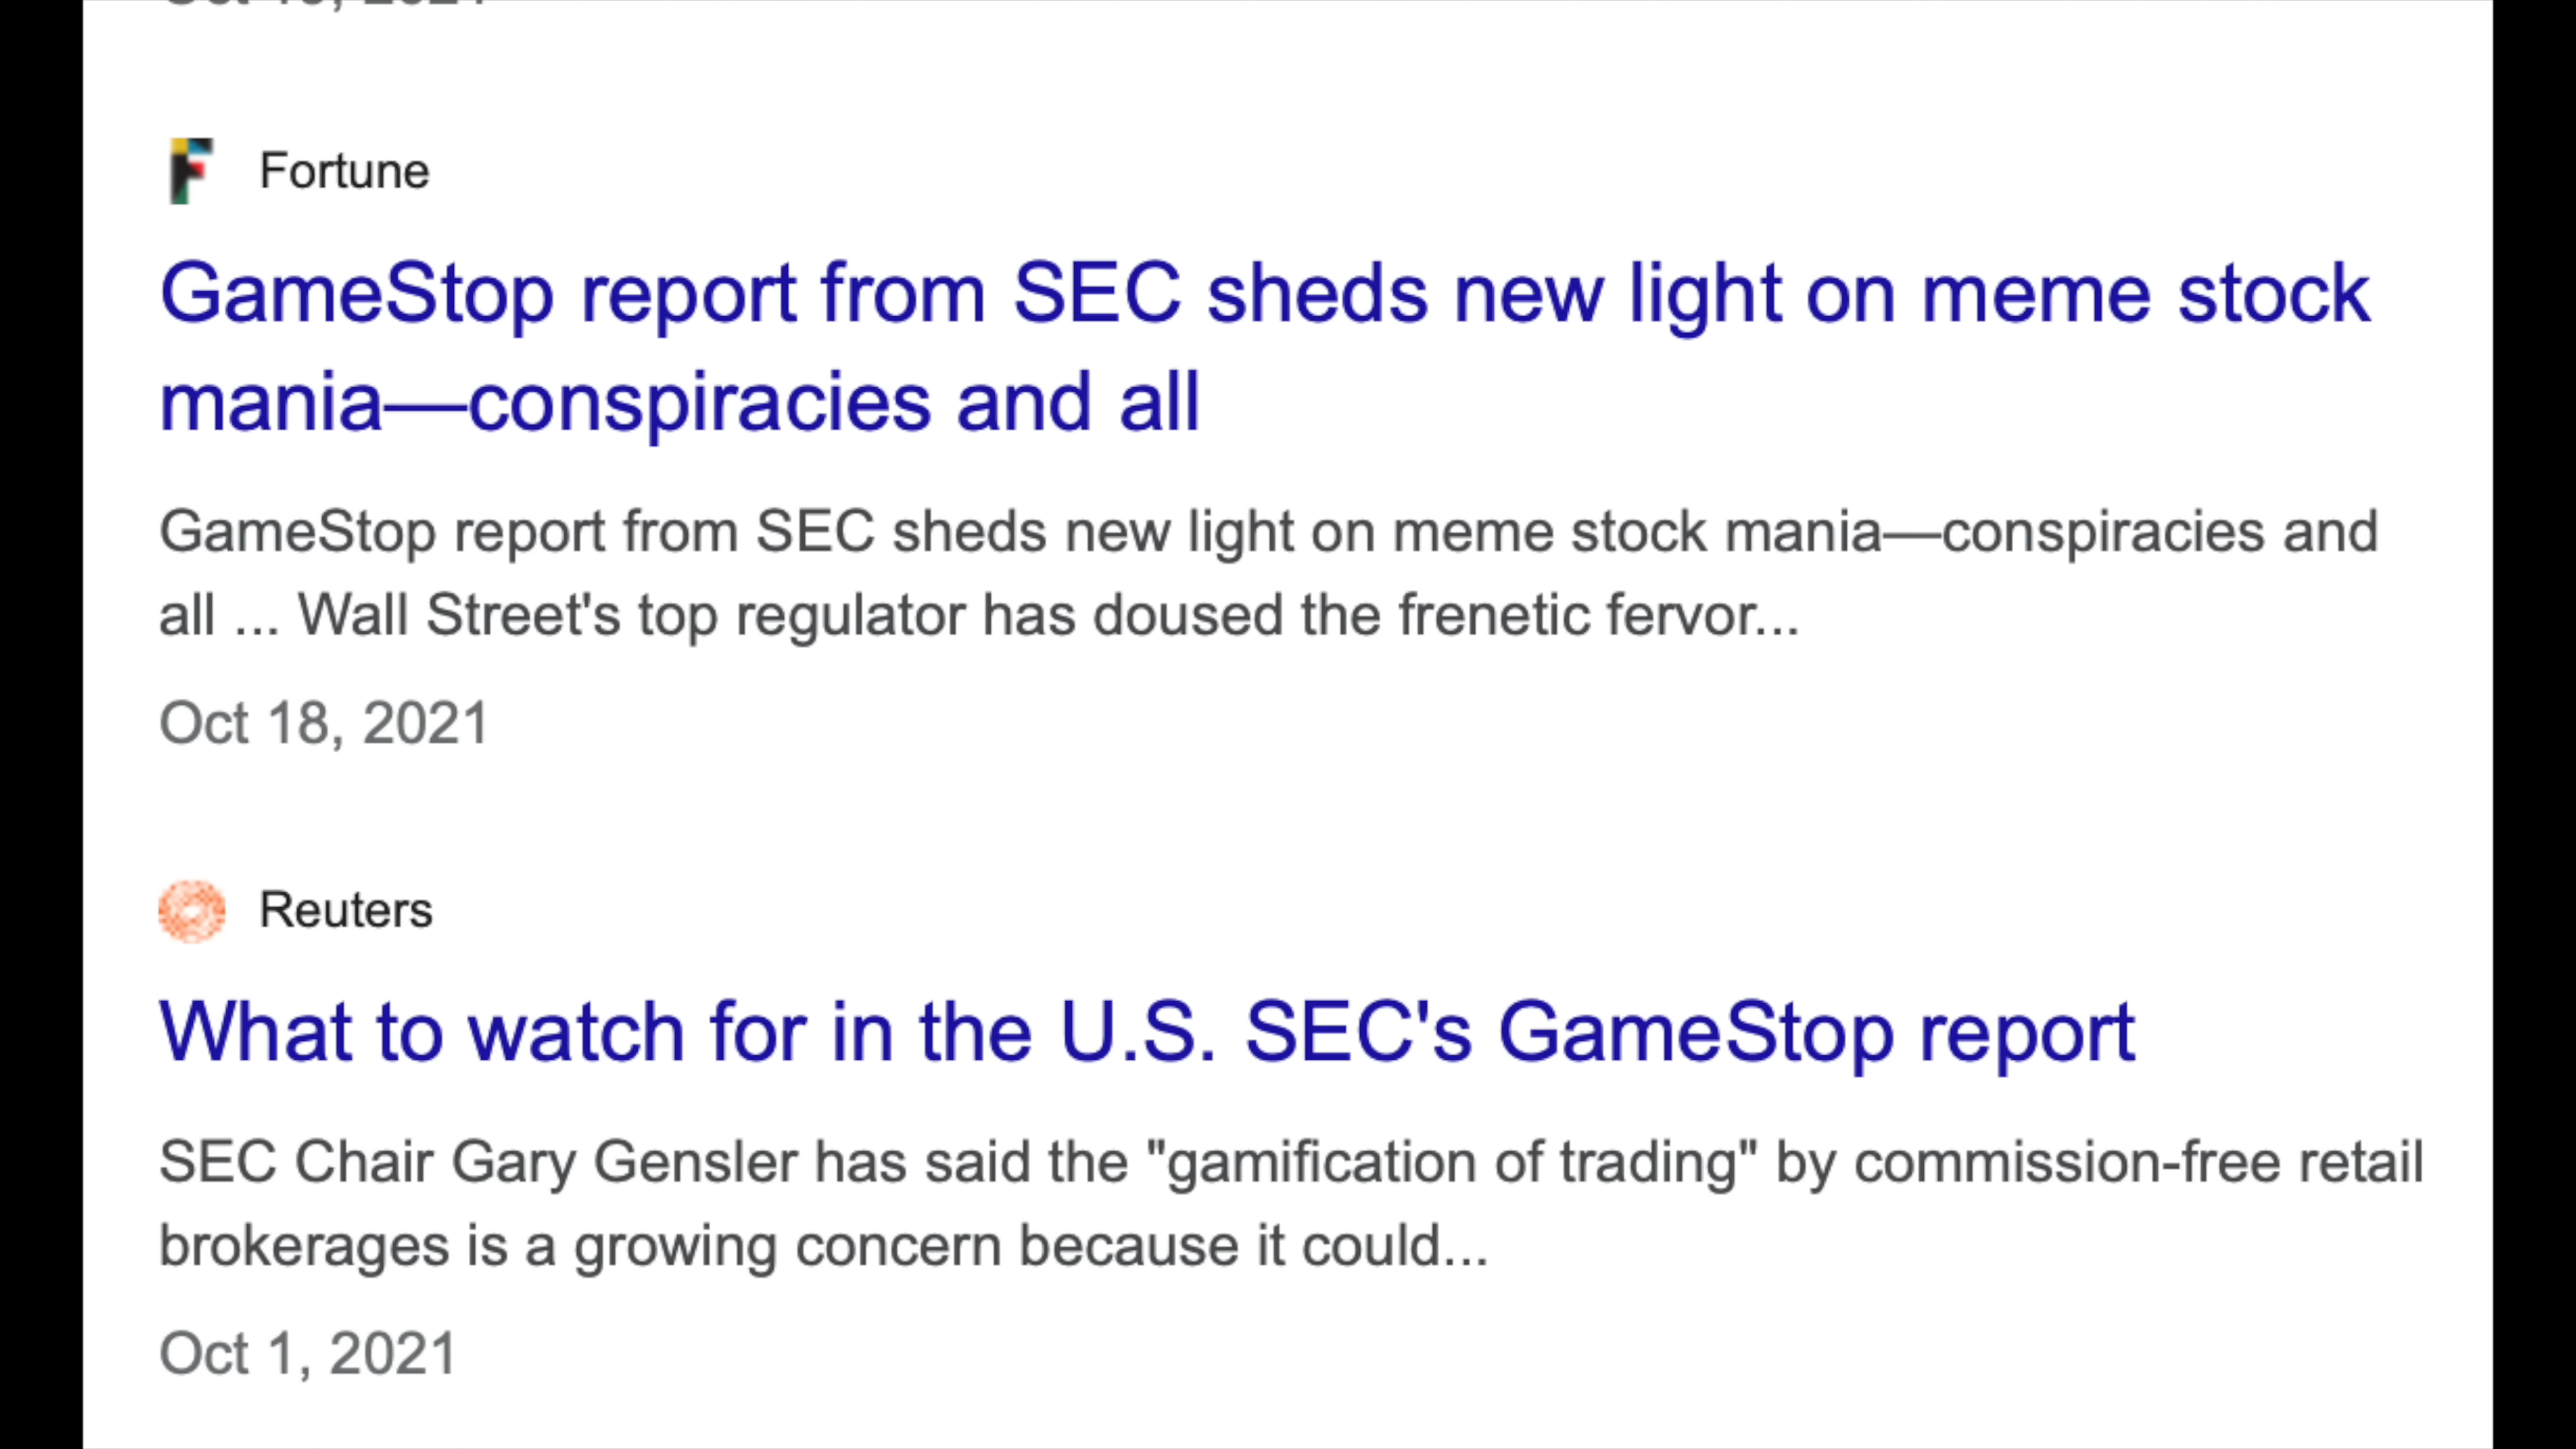 Fortune
GameStop report from SEC sheds new light on meme stock
mania—conspiracies and all
GameStop report from SEC sheds new light on meme stock mania—conspiracies and
all ... Wall Street's top regulator has doused the frenetic fervor...
Oct 18, 2021
Reuters
What to watch for in the U.S. SEC's GameStop report
SEC Chair Gary Gensler has said the "gamification of trading" by commission-free retail
brokerages is a growing concern because it could...
Oct 1, 2021